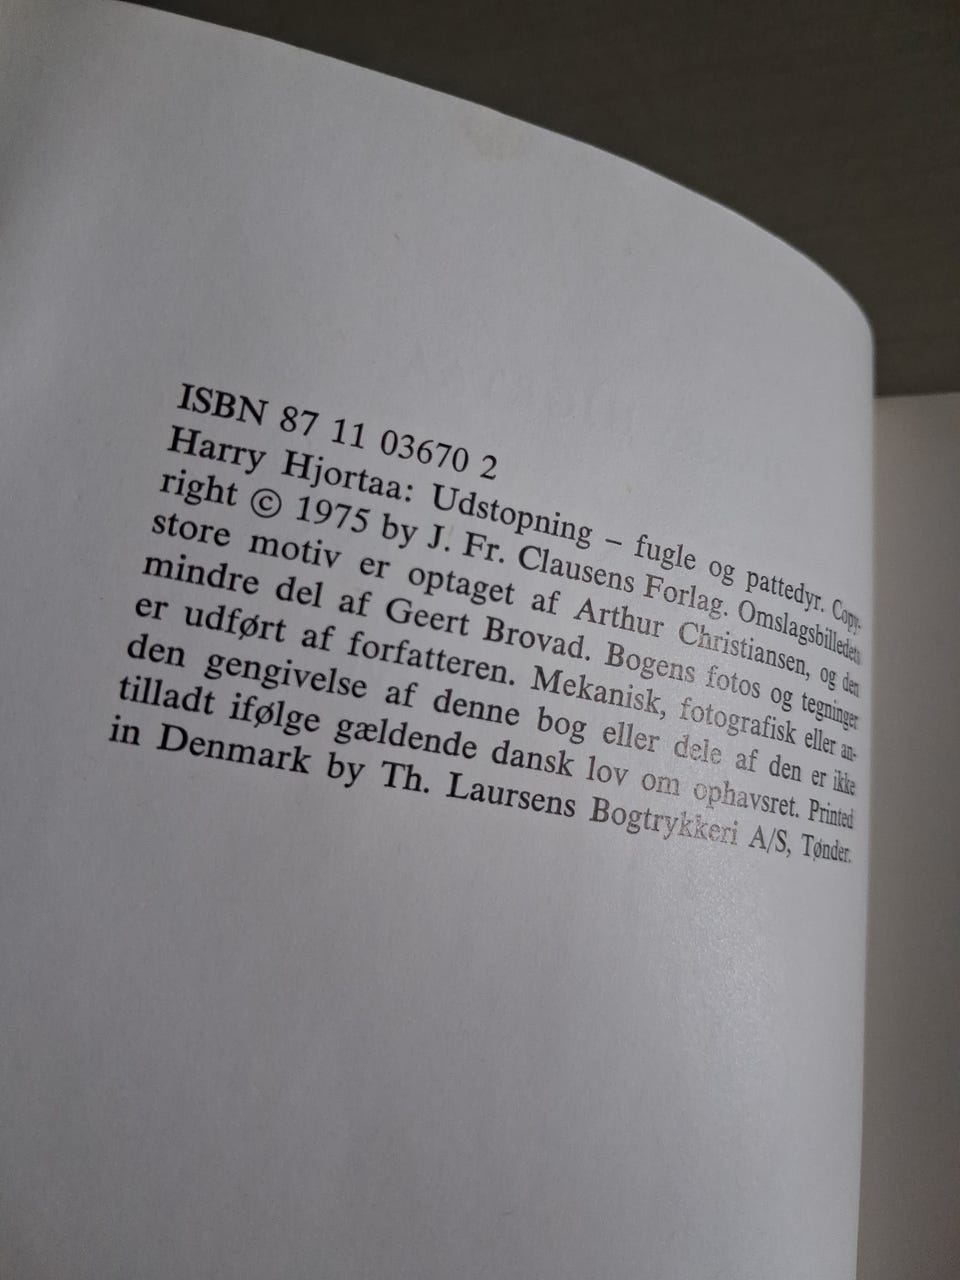 ISBN 87 11 03670 2
Harry Hjortaa: Udstopning – fugle og pattedyr. Copy-
right © 1975 by J. Fr. Clausens Forlag. Omslagsbilledets
store motiv er optaget af Arthur Christiansen, og den
mindre del af Geert Brovad. Bogens fotos og tegninger
er udført af forfatteren. Mekanisk, fotografisk eller an-
den gengivelse af denne bog eller dele af den er ikke
tilladt ifølge gældende dansk lov om ophavsret. Printed
in Denmark by Th. Laursens Bogtrykkeri A/S, Tønder.